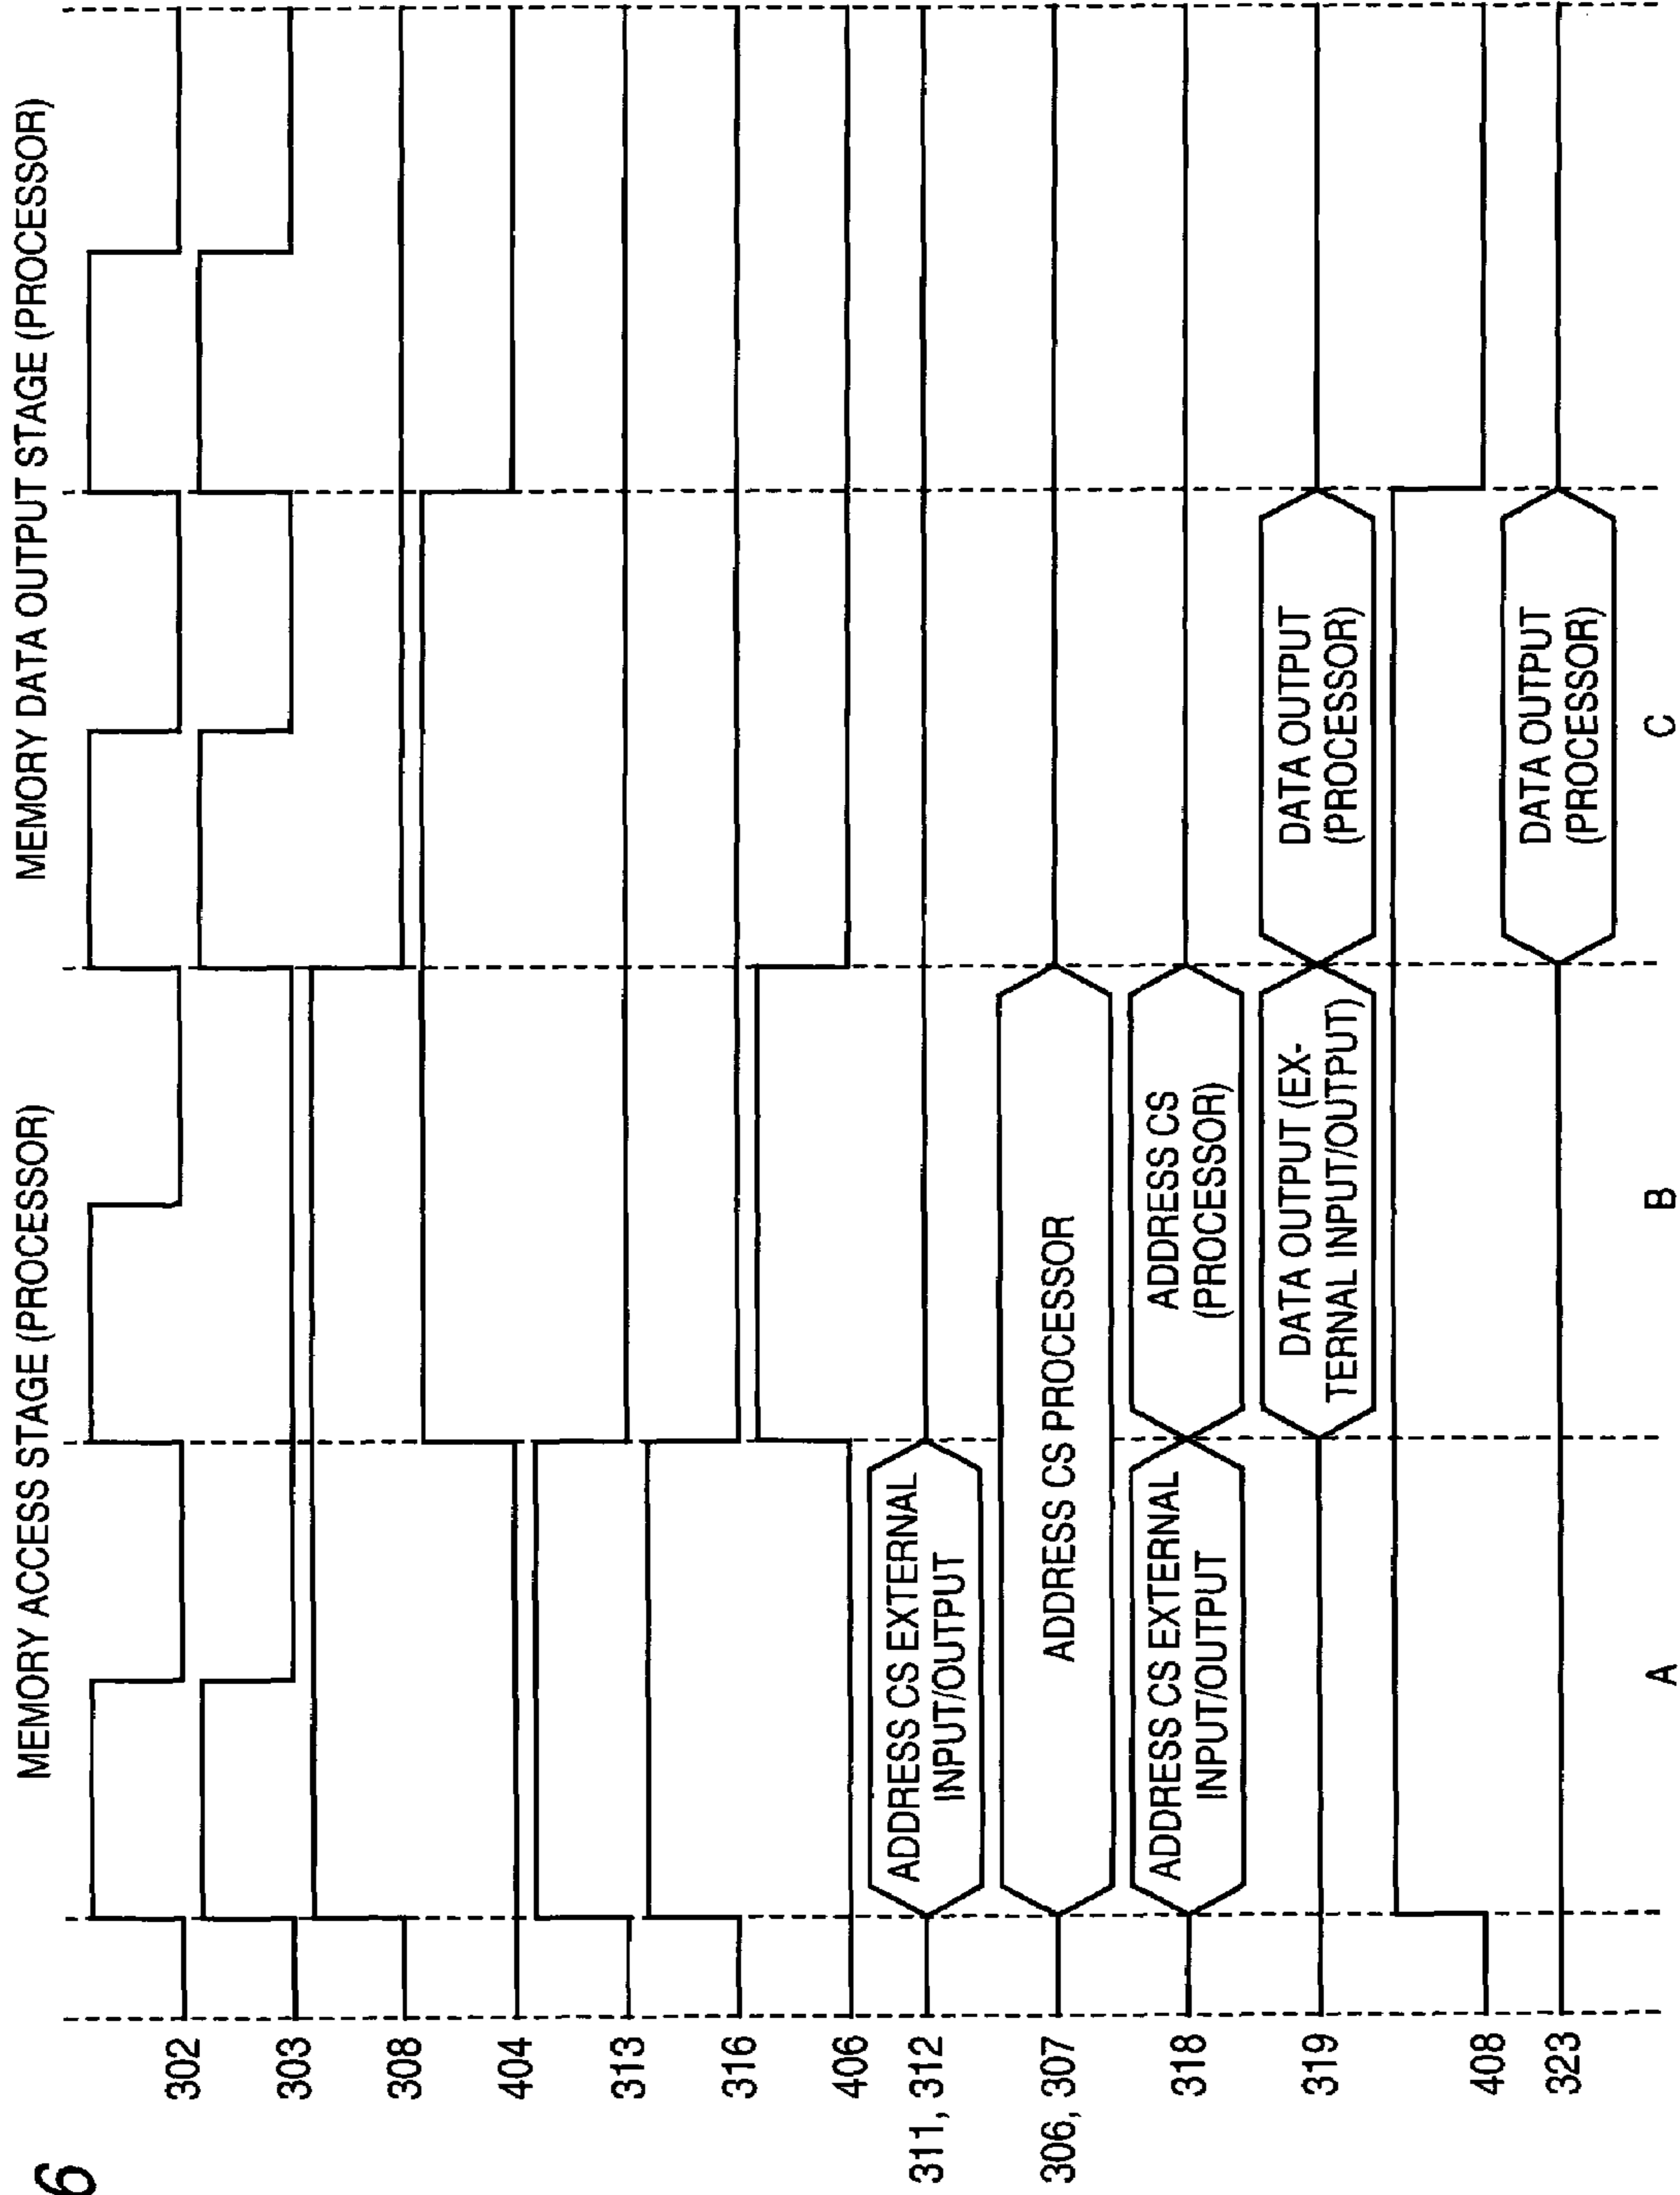 6
MEMORY ACCESS STAGE (PROCESSOR)
MEMORY DATA OUTPUT STAGE (PROCESSOR)
302
303
308
404
313
316
406
311, 312
ADDRESS CS EXTERNAL
INPUT/OUTPUT
306, 307
ADDRESS CS PROCESSOR
318
ADDRESS CS EXTERNAL
INPUT/OUTPUT
ADDRESS CS
(PROCESSOR)
319
DATA OUTPUT (EX-
TERNAL INPUT/OUTPUT)
DATA OUTPUT
(PROCESSOR)
408
323
DATA OUTPUT
(PROCESSOR)
A
B
C